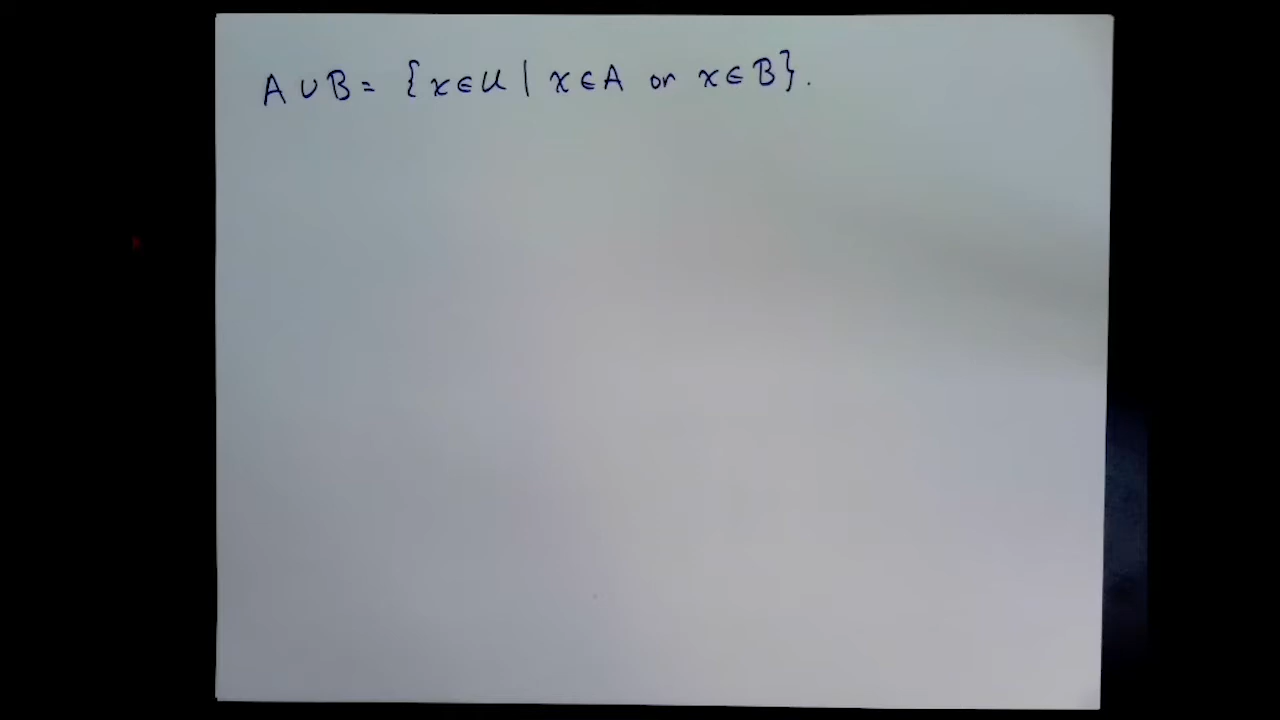 A ∪ B = {x ∈ U | x ∈ A or x ∈ B}.